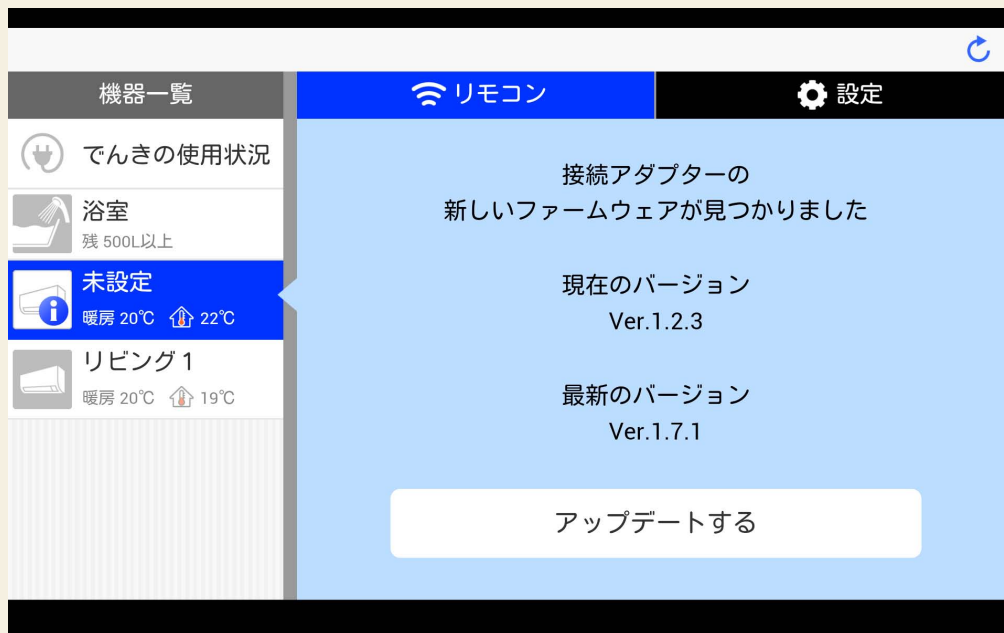 機器一覧
リモコン
設定
でんきの使用状況
浴室
残 500L以上
未設定
暖房 20℃ 22℃
リビング1
暖房 20℃ 19℃
接続アダプターの
新しいファームウェアが見つかりました
現在のバージョン
Ver.1.2.3
最新のバージョン
Ver.1.7.1
アップデートする